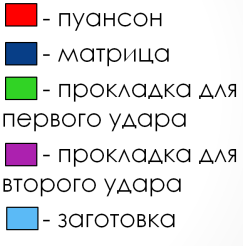 - пуансон
- матрица
- прокладка для
первого удара
- прокладка для
второго удара
- заготовка